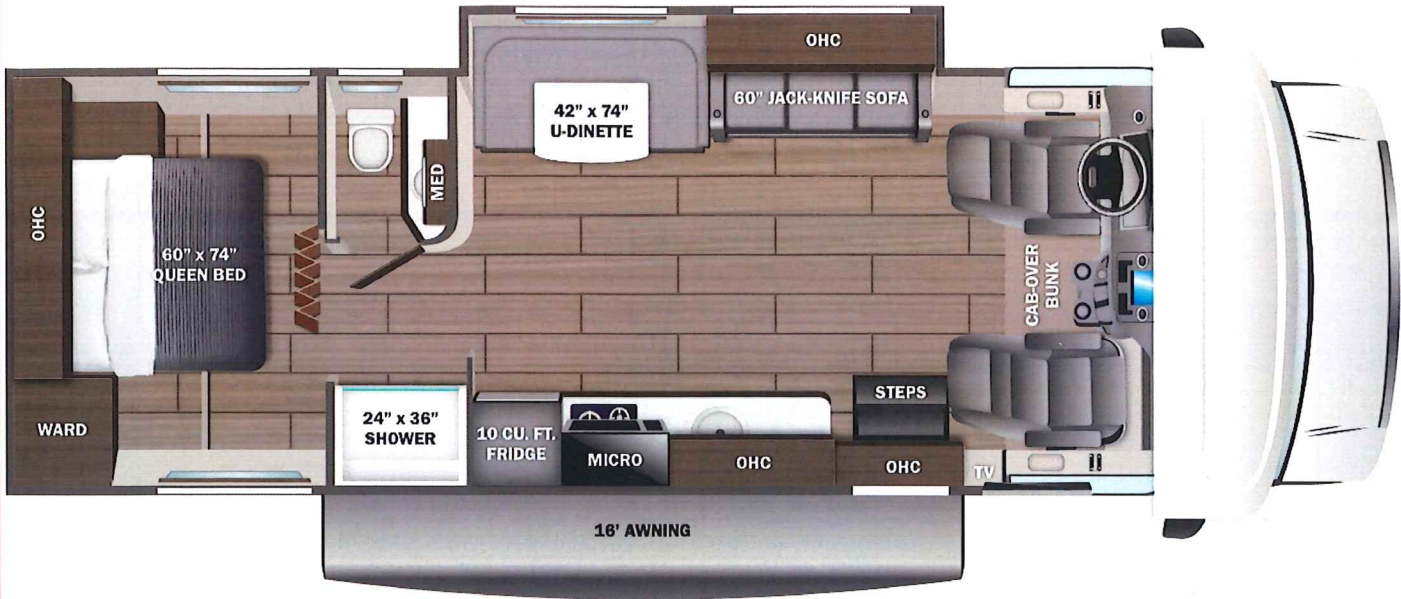 OHC
42” x 74”
U-DINETTE
60” JACK-KNIFE SOFA
MED
OHC
60” x 74”
QUEEN BED
CAB-OVER
BUNK
WARD
24” x 36”
SHOWER
10 CU. FT.
FRIDGE
MICRO
OHC
STEPS
OHC
TV
16’ AWNING